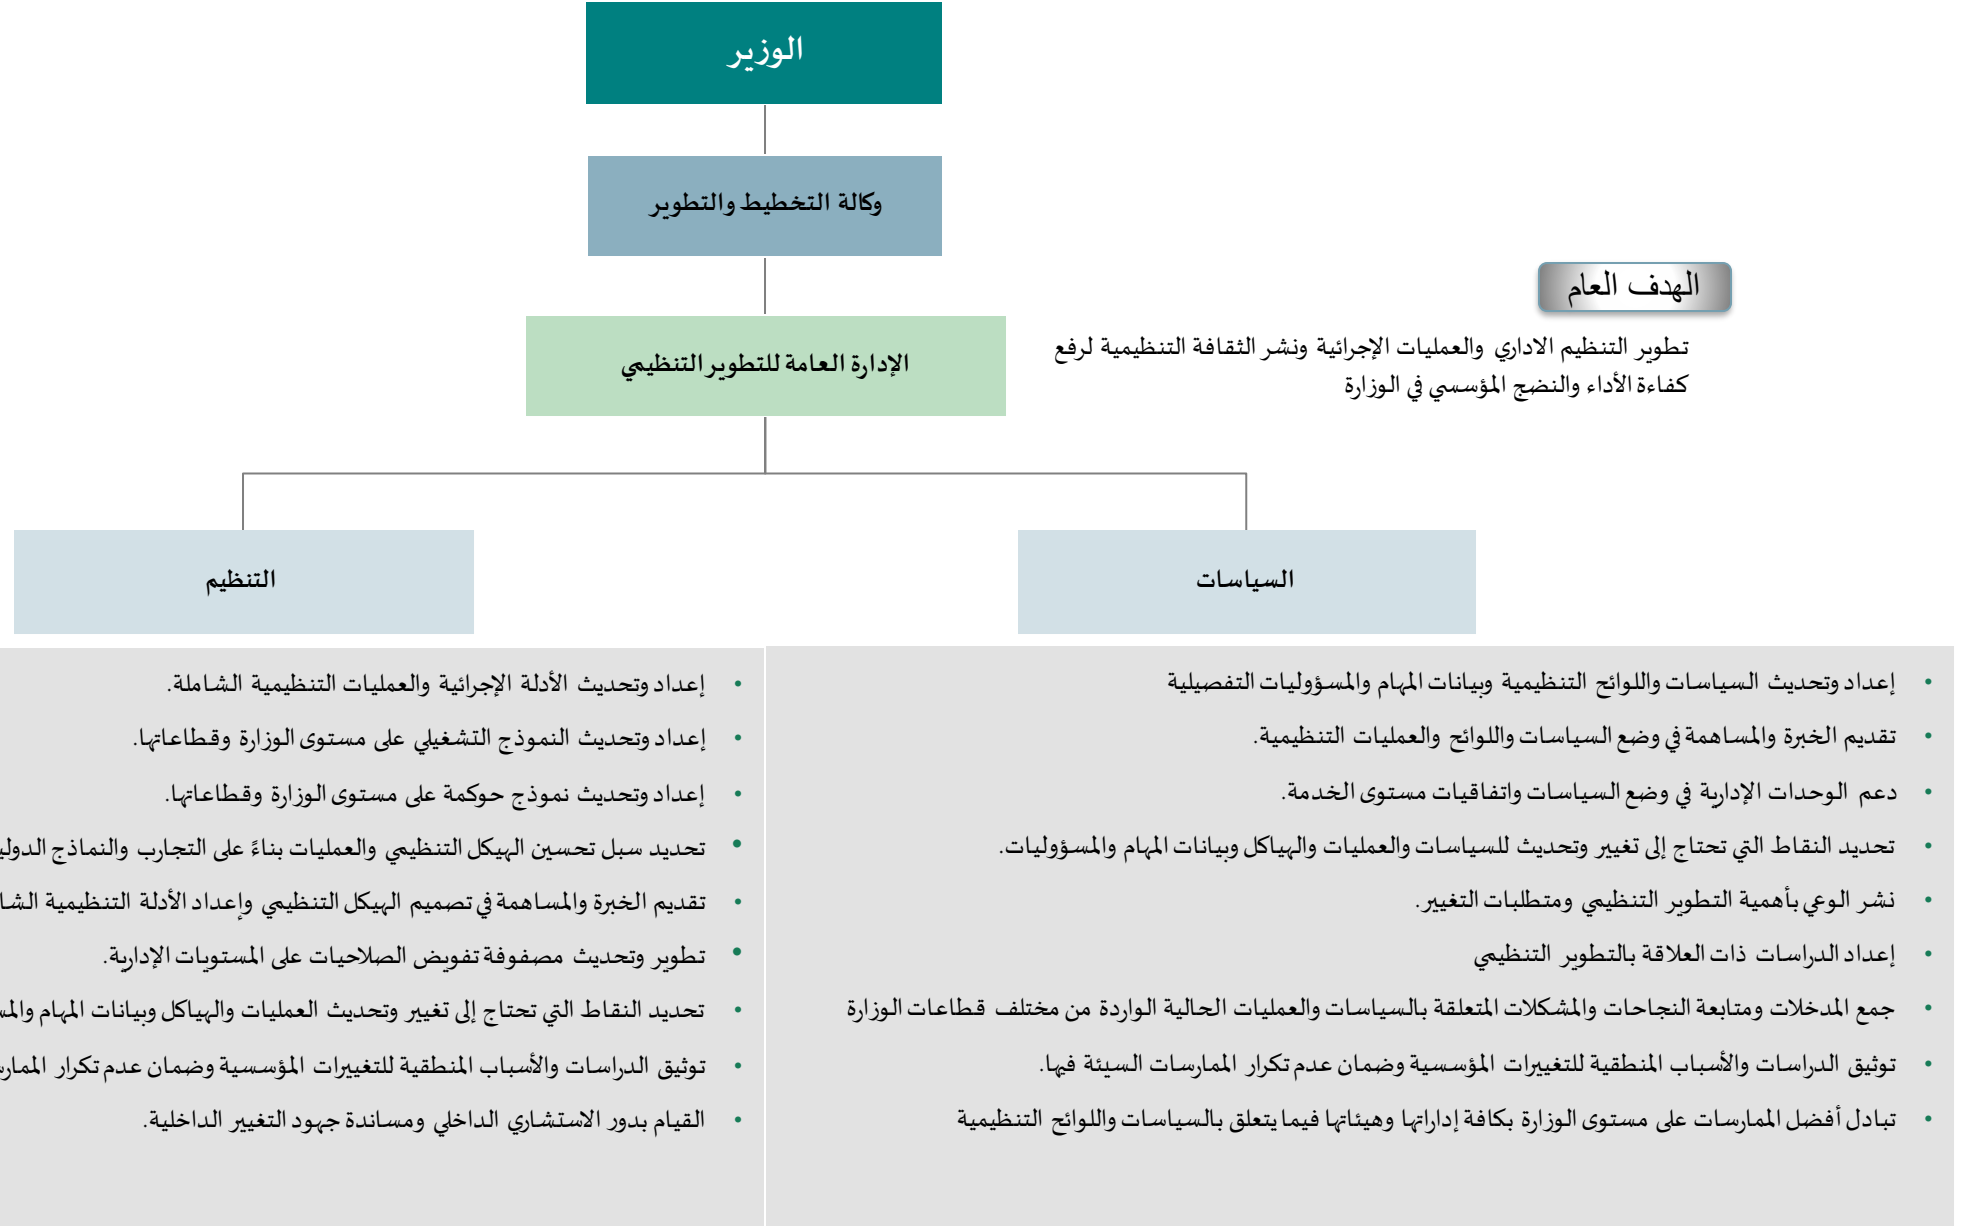 الوزير
وكالة التخطيط والتطوير
الهدف العام
تطوير التنظيم الاداري والعمليات الإجرائية ونشر الثقافة التنظيمية لرفع
كفاءة الأداء والنضج المؤسسي في الوزارة
الإدارة العامة للتطوير التنظيمي
السياسات
• إعداد وتحديث السياسات واللوائح التنظيمية وبيانات المهام والمسؤوليات التفصيلية
• تقديم الخبرة والمساهمة في وضع السياسات واللوائح والعمليات التنظيمية.
• دعم الوحدات الإدارية في وضع السياسات واتفاقيات مستوى الخدمة.
• تحديد النقاط التي تحتاج إلى تغيير وتحديث للسياسات والعمليات والهياكل وبيانات المهام والمسؤوليات.
• نشر الوعي بأهمية التطوير التنظيمي ومتطلبات التغيير.
• إعداد الدراسات ذات العلاقة بالتطوير التنظيمي
• جمع المدخلات ومتابعة النجاحات والمشكلات المتعلقة بالسياسات والعمليات الحالية الواردة من مختلف قطاعات الوزارة
• توثيق الدراسات والأسباب المنطقية للتغييرات المؤسسية وضمان عدم تكرار الممارسات السيئة فيها.
• تبادل أفضل الممارسات على مستوى الوزارة بكافة إداراتها وهيئاتها فيما يتعلق بالسياسات واللوائح التنظيمية
التنظيم
• إعداد وتحديث الأدلة الإجرائية والعمليات التنظيمية الشاملة.
• إعداد وتحديث النموذج التشغيلي على مستوى الوزارة وقطاعاتها.
• إعداد وتحديث نموذج حوكمة على مستوى الوزارة وقطاعاتها.
• تحديد سبل تحسين الهيكل التنظيمي والعمليات بناءً على التجارب والنماذج
• تقديم الخبرة والمساهمة في تصميم الهيكل التنظيمي وإعداد الأدلة التنظيمية
• تطوير وتحديث مصفوفة تفويض الصلاحيات على المستويات الإدارية.
• تحديد النقاط التي تحتاج إلى تغيير وتحديث العمليات والهياكل وبيانات المهام
• توثيق الدراسات والأسباب المنطقية للتغييرات المؤسسية وضمان عدم تكرار
• القيام بدور الاستشاري الداخلي ومساندة جهود التغيير الداخلية.